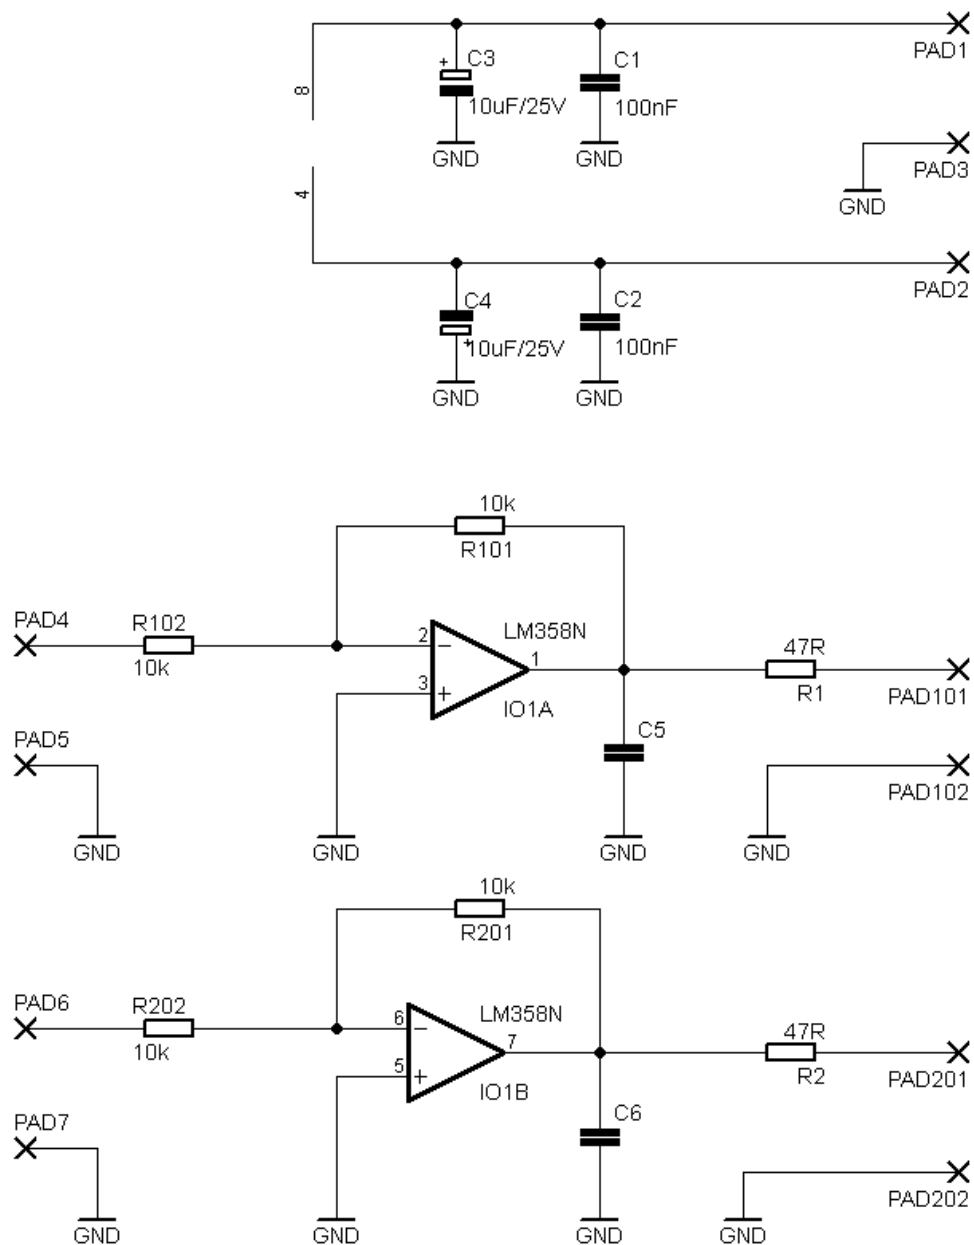 PAD1
C3
C1
+
8
10uF/25V
100nF
GND
GND
PAD3
4
GND
PAD2
C4
C2
+
10uF/25V
100nF
GND
GND
10k
R101
PAD4
R102
10k
2
−
LM358N
1
3
+
IO1A
47R
R1
PAD101
PAD5
C5
PAD102
GND
GND
GND
GND
10k
R201
PAD6
R202
10k
6
−
LM358N
7
5
+
IO1B
47R
R2
PAD201
PAD7
C6
PAD202
GND
GND
GND
GND